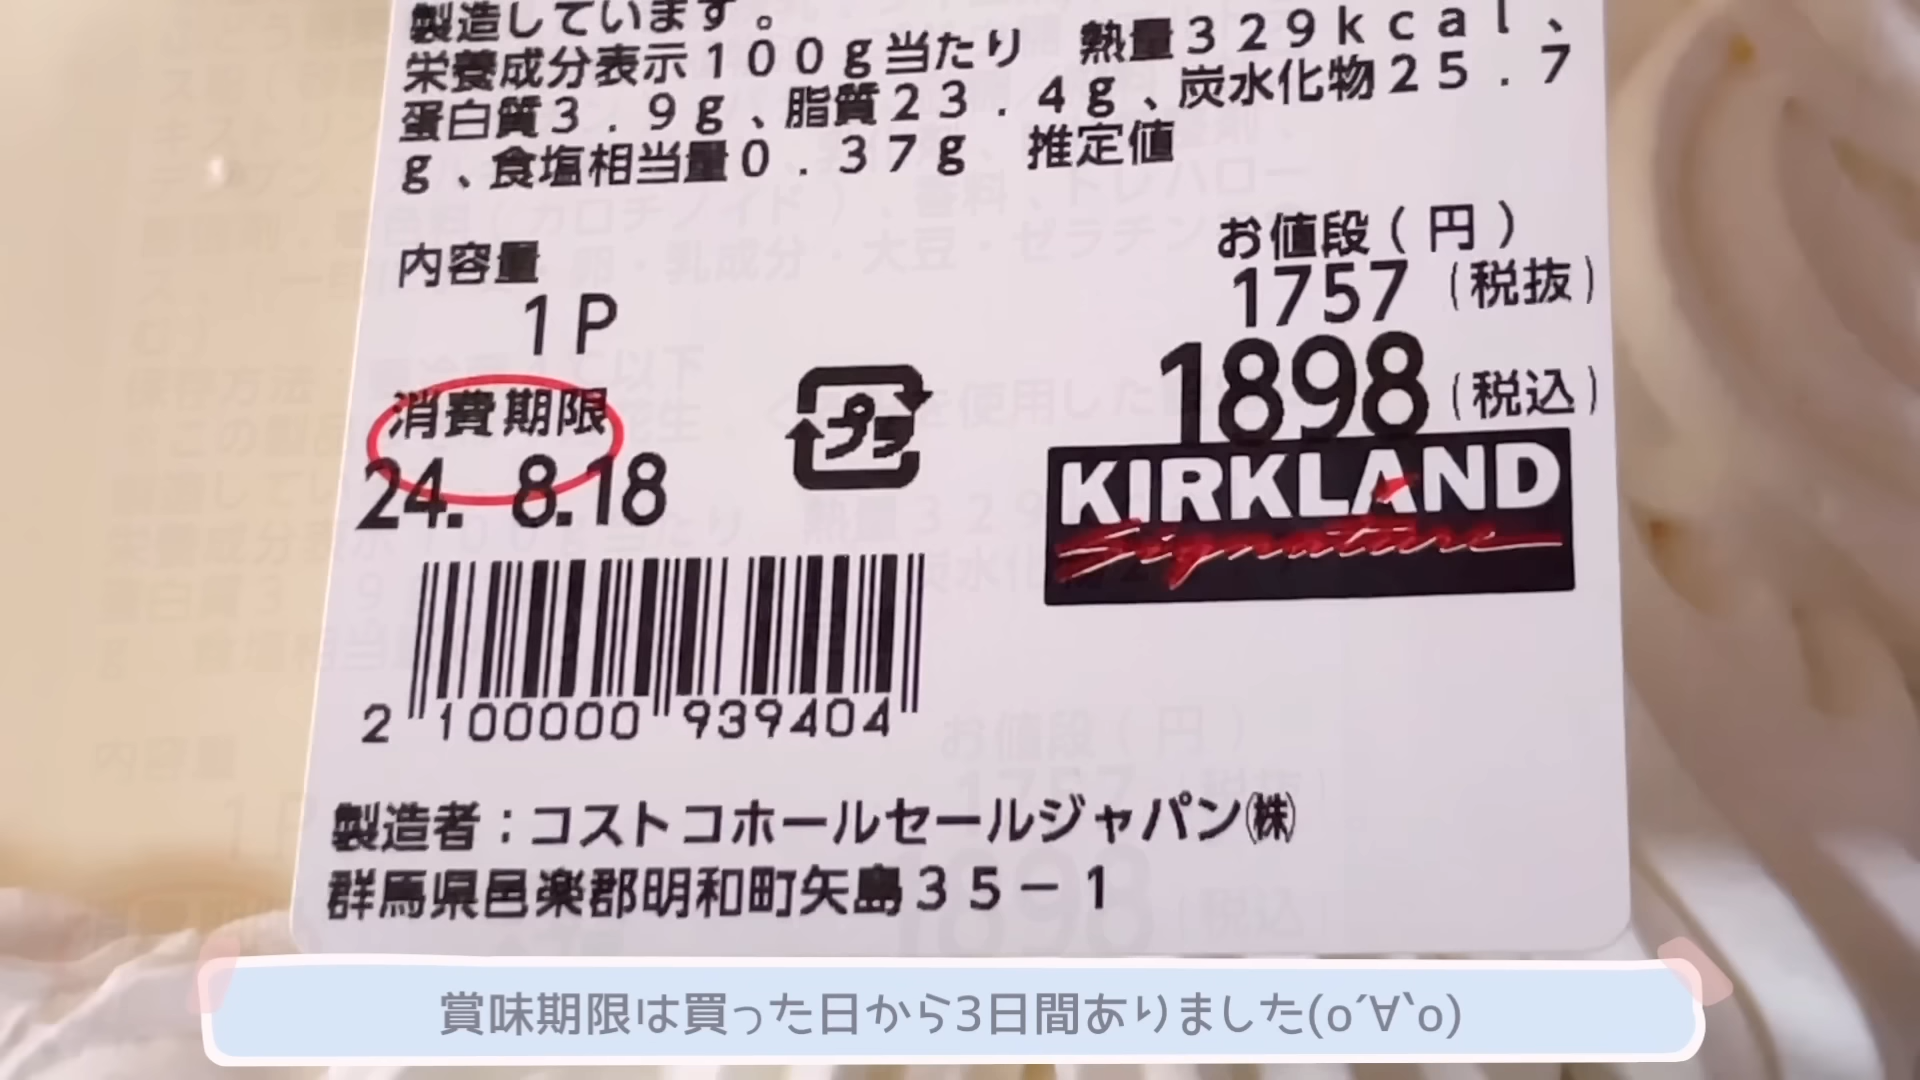 製造しています。
栄養成分表示100g当たり 熱量329kcal、
蛋白質3.9g、脂質23.4g、炭水化物25.7
g、食塩相当量0.37g 推定値
内容量
1P
お値段(円)
1757 (税抜)
1898 (税込)
消費期限
24. 8.18
プラ
KIRKLAND
Signature
2 100000 939404
製造者:コストコホールセールジャパン㈱
群馬県邑楽郡明和町矢島35-1
賞味期限は買った日から3日間ありました(o´∀`o)